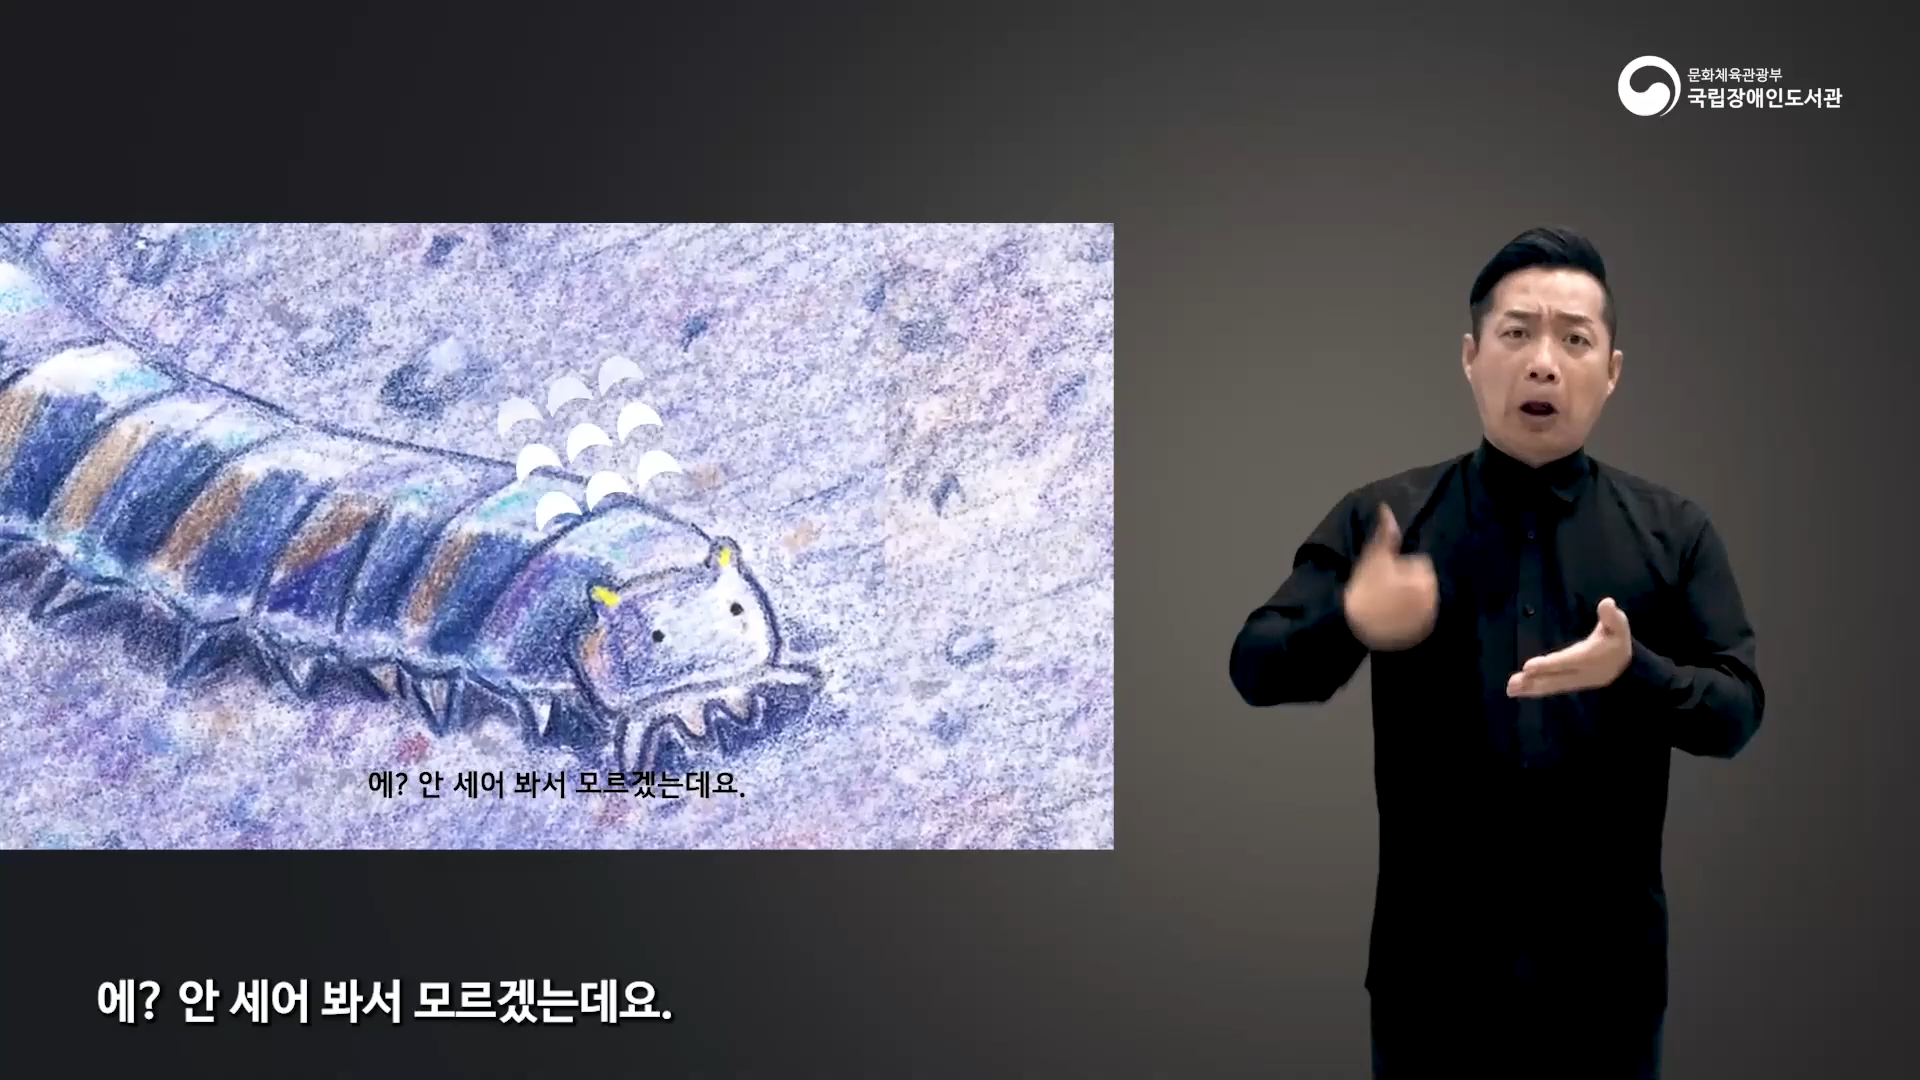 문화체육관광부
국립장애인도서관
에? 안 세어 봐서 모르겠는데요.
에? 안 세어 봐서 모르겠는데요.